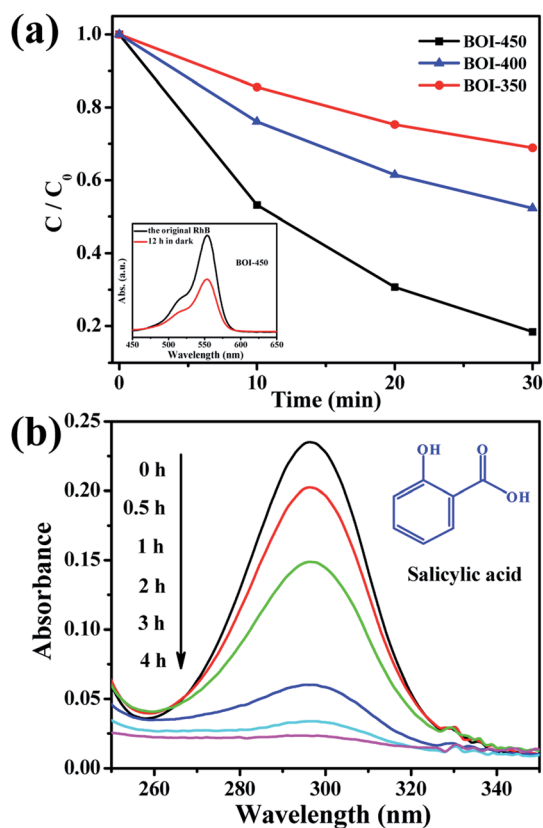 (a)
1.0
0.8
0.6
0.4
0.2
C / C0
BOI-450
BOI-400
BOI-350
the original RhB
12 h in dark
BOI-450
Abs. (a.u.)
450 500 550 600 650
Wavelength (nm)
0 10 20 30
Time (min)
(b)
0.25
0.20
0.15
0.10
0.05
0.00
Absorbance
0 h
0.5 h
1 h
2 h
3 h
4 h
OH
O
OH
Salicylic acid
260 280 300 320 340
Wavelength (nm)